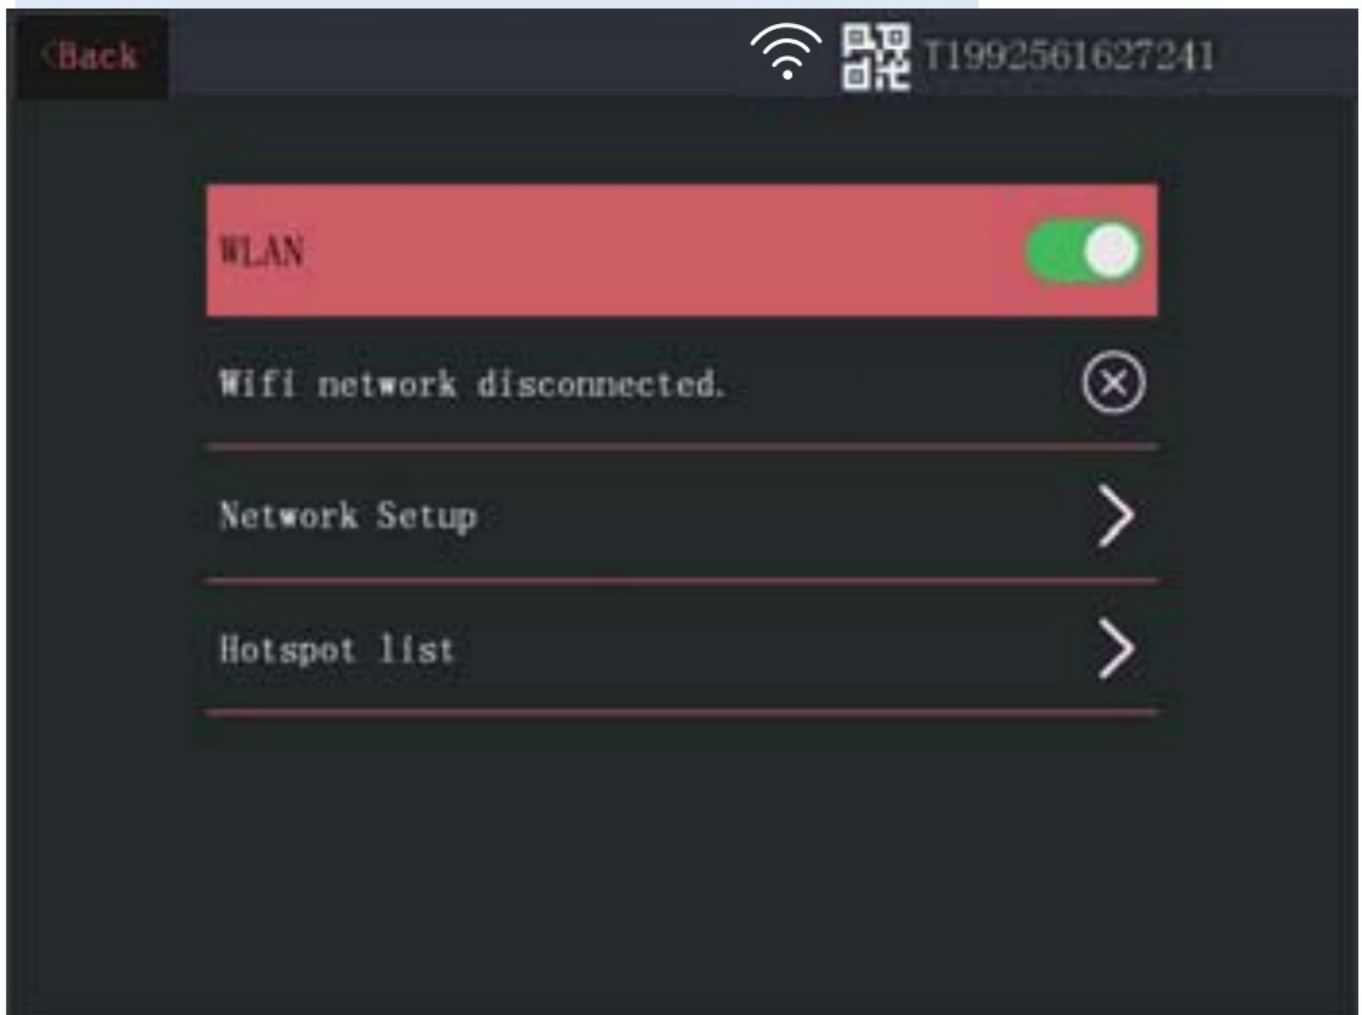 <Back
T1992561627241
WLAN
Wifi network disconnected.
Network Setup
Hotspot list